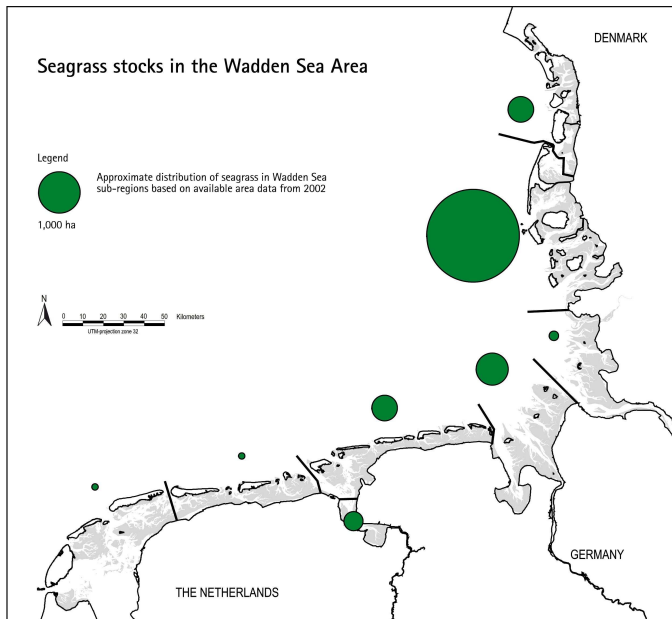 DENMARK
Seagrass stocks in the Wadden Sea Area
Legend
Approximate distribution of seagrass in Wadden Sea
sub-regions based on available area data from 2002
1,000 ha
N
0 10 20 30 40 50 Kilometers
UTM-projection zone 32
GERMANY
THE NETHERLANDS